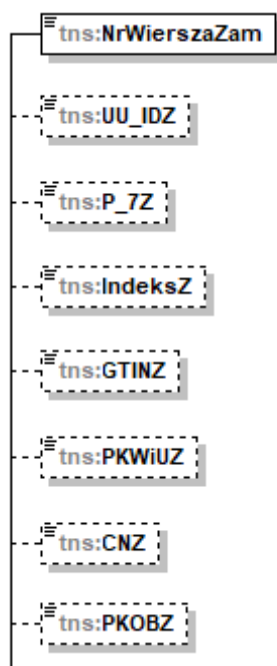 tns:NrWierszaZam
tns:UU_IDZ
tns:P_7Z
tns:IndeksZ
tns:GTINZ
tns:PKWiUZ
tns:CNZ
tns:PKOBZ